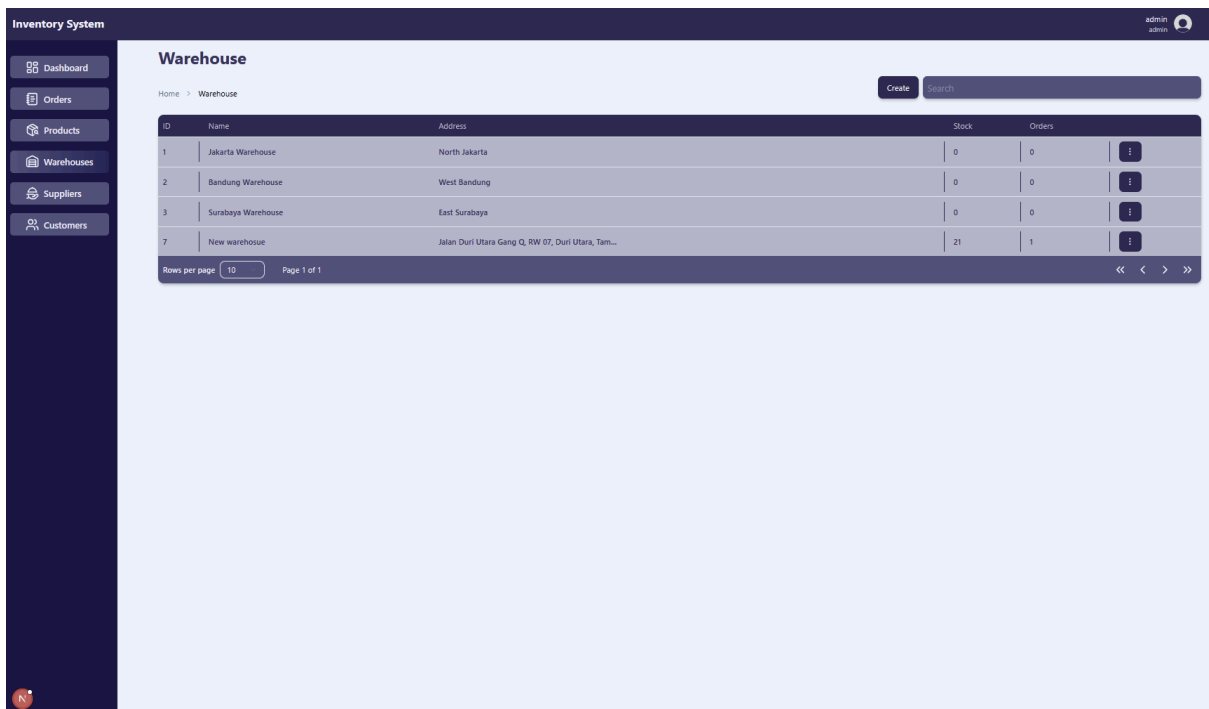 Inventory System
admin
admin
Dashboard
Orders
Products
Warehouses
Suppliers
Customers
Warehouse
Home > Warehouse
Create
Search
ID Name Address Stock Orders
1 Jakarta Warehouse North Jakarta 0 0
2 Bandung Warehouse West Bandung 0 0
3 Surabaya Warehouse East Surabaya 0 0
7 New warehosue Jalan Duri Utara Gang Q, RW 07, Duri Utara, Tam... 21 1
Rows per page 10 Page 1 of 1
N